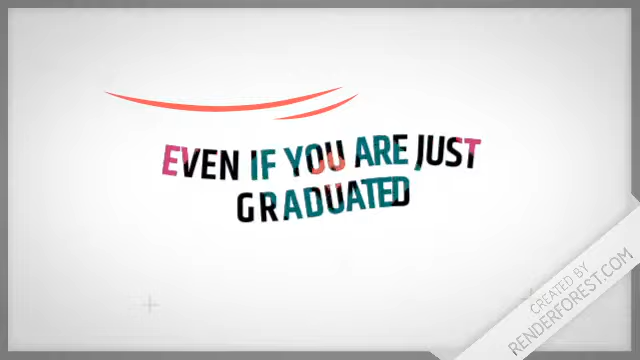 EVEN IF YOU ARE JUST
GRADUATED
CREATED BY
RENDERFOREST.COM